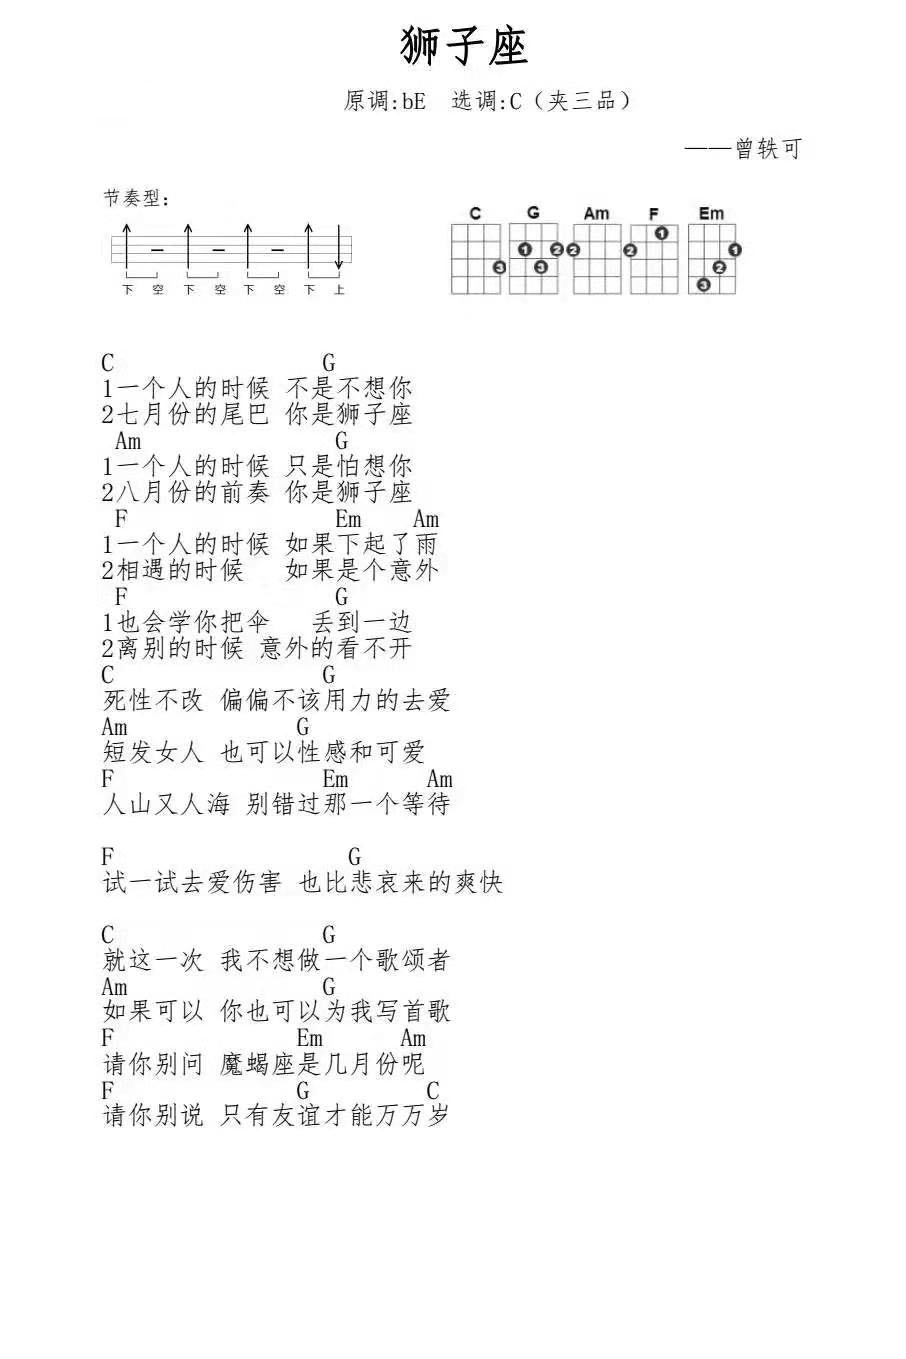 狮子座
原调:bE 选调:C（夹三品）
——曾轶可
节奏型:
C G Am F Em
1 2 3 2 2 1 1 2 3 3
下 空 下 空 下 空 下 上
C G
1一个人的时候 不是不想你
2七月份的尾巴 你是狮子座
Am G
1一个人的时候 只是怕想你
2八月份的前奏 你是狮子座
F Em Am
1一个人的时候 如果下起了雨
2相遇的时候 如果是个意外
F G
1也会学你把伞 丢到一边
2离别的时候 意外的看不开
C G
死性不改 偏偏不该用力的去爱
Am G
短发女人 也可以性感和可爱
F Em Am
人山又人海 别错过那一个等待
F G
试一试去爱伤害 也比悲哀来的爽快
C G
就这一次 我不想做一个歌颂者
Am G
如果可以 你也可以为我写首歌
F Em Am
请你别问 魔蝎座是几月份呢
F G C
请你别说 只有友谊才能万万岁